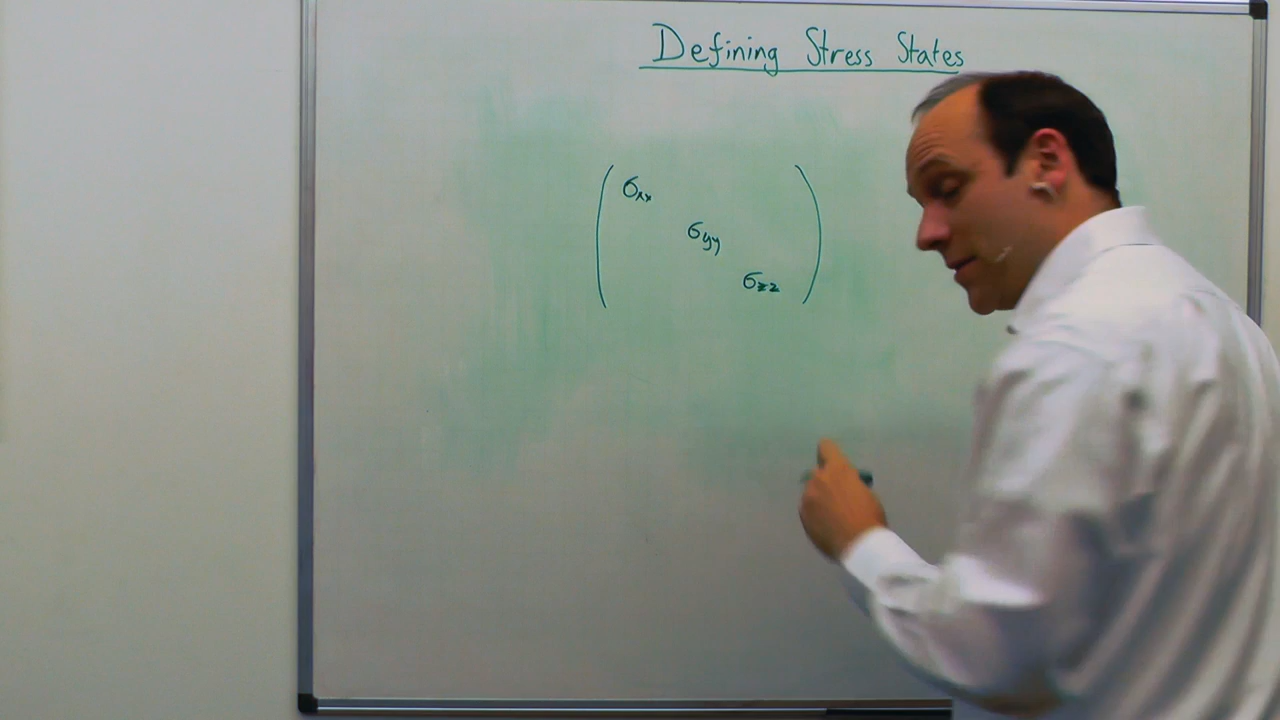 Defining Stress States
σxx
σyy
σzz